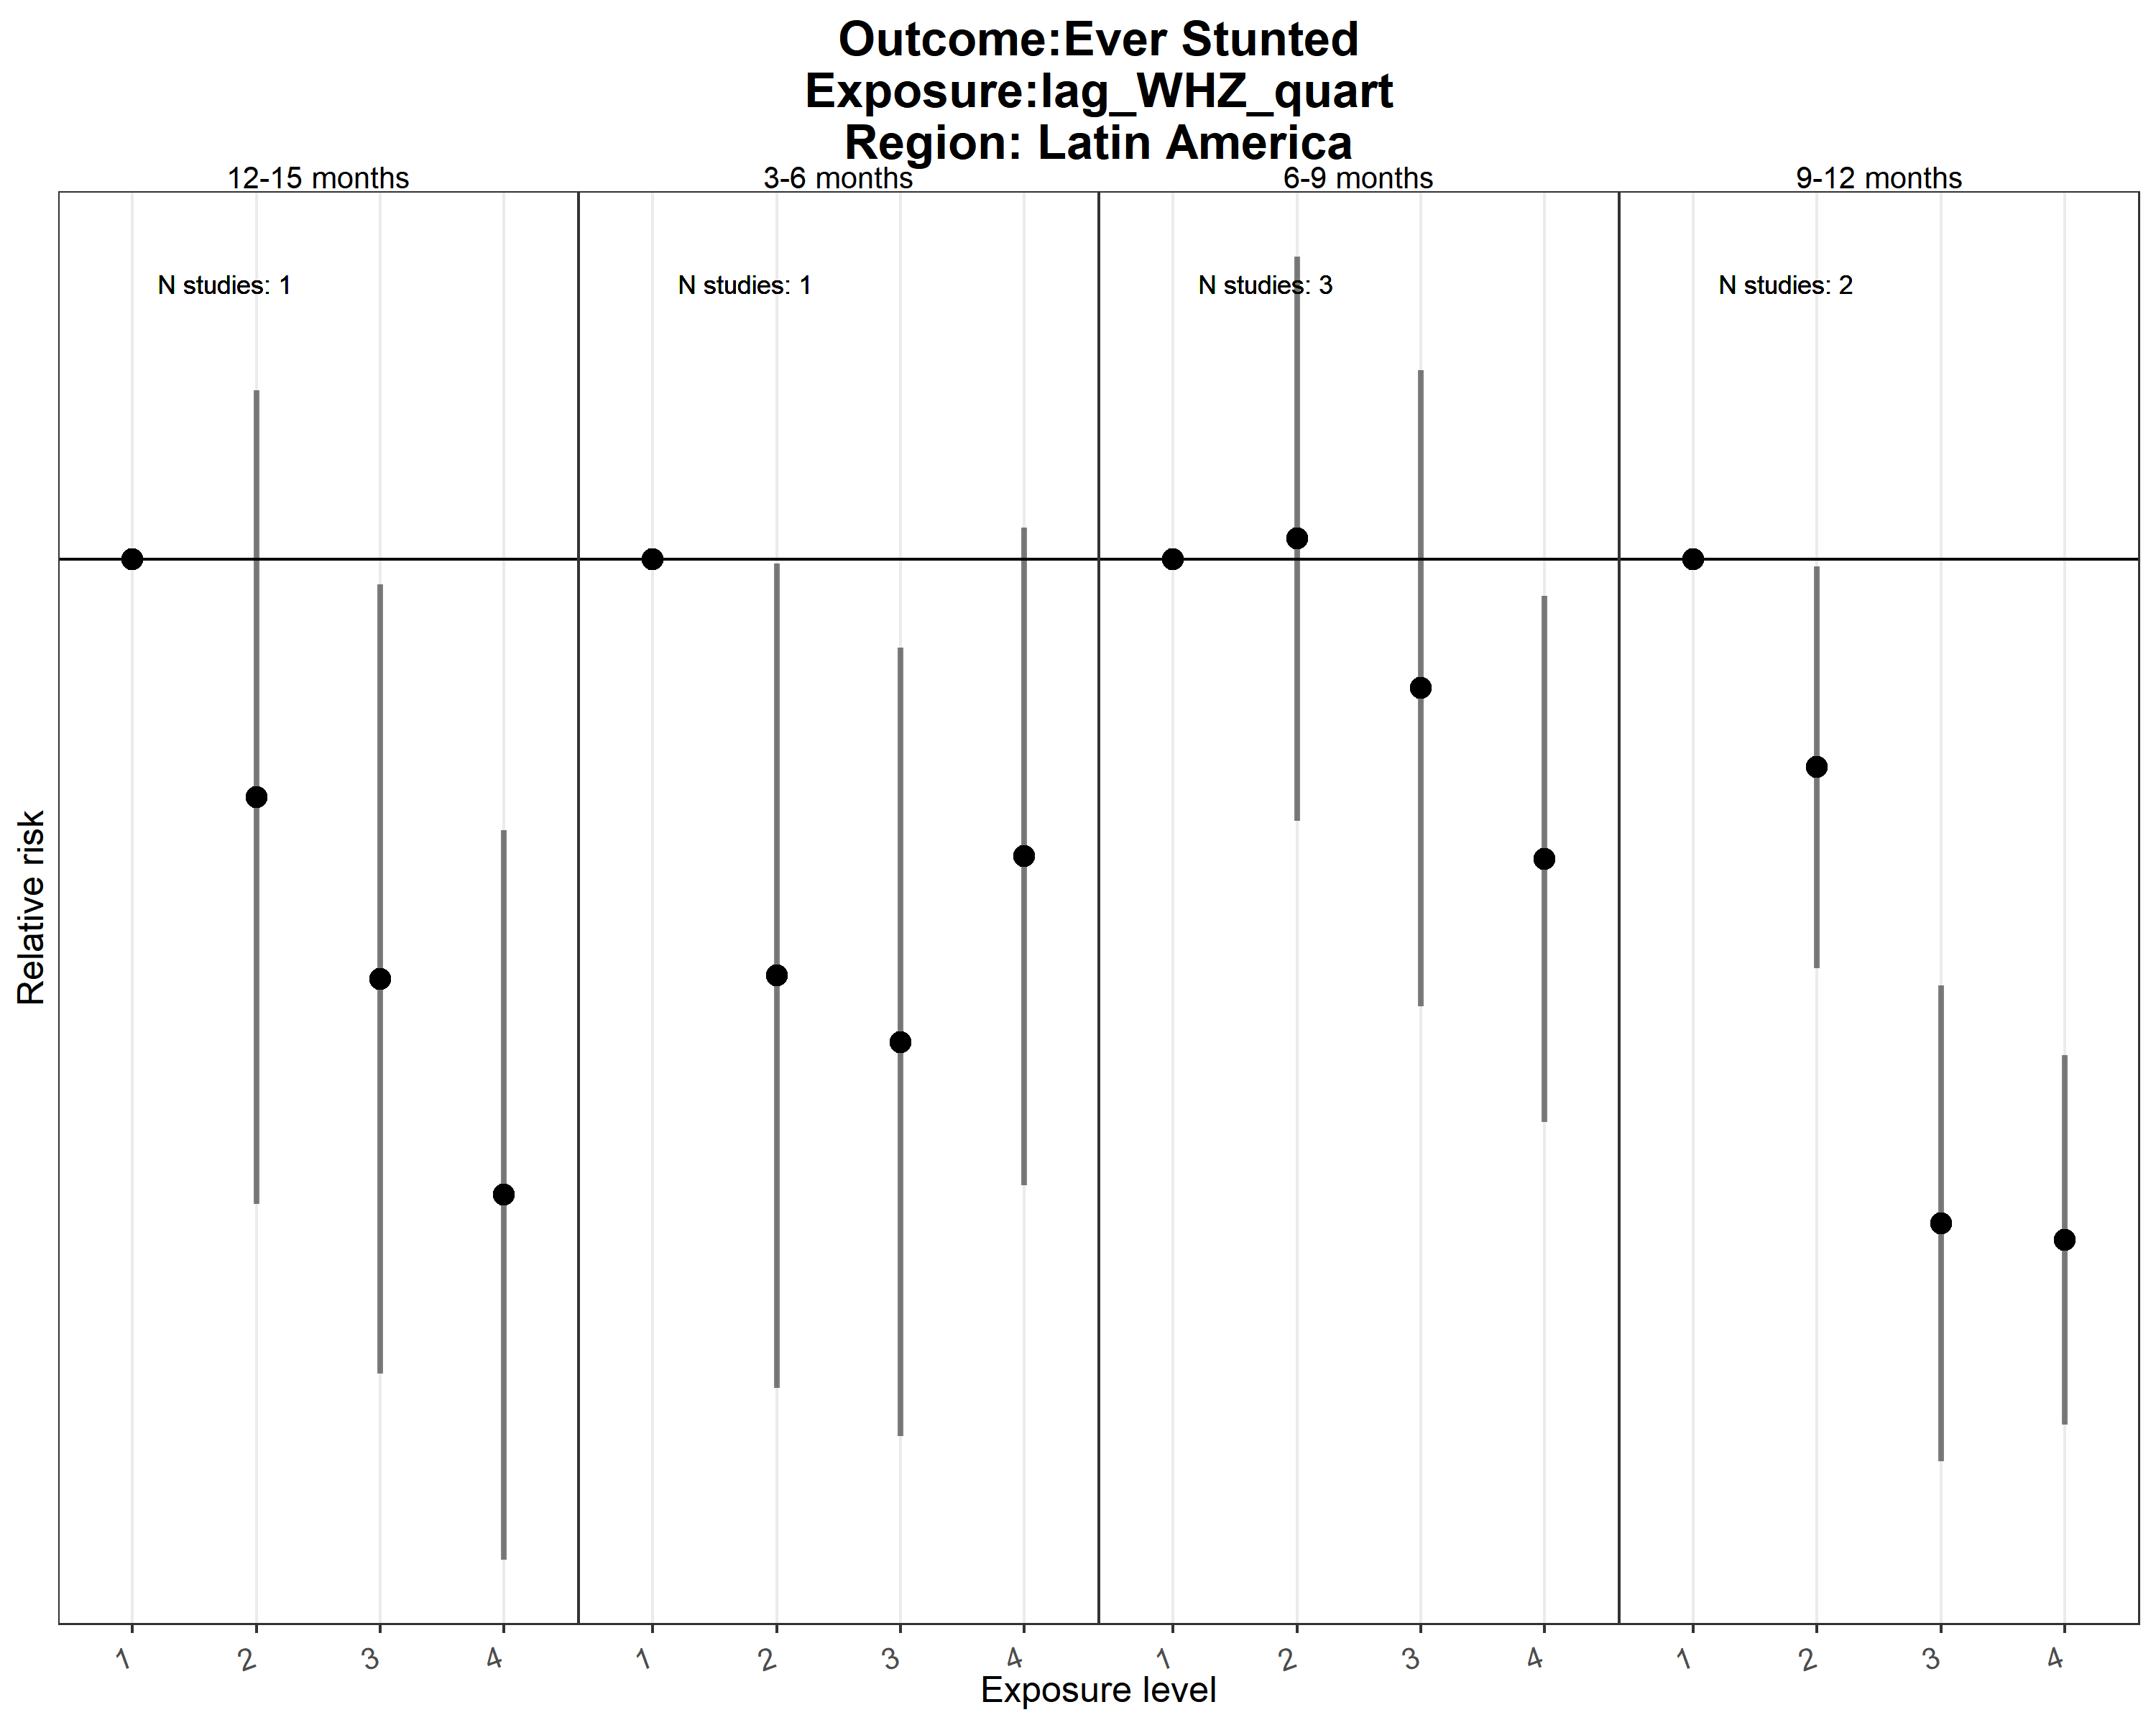 Outcome:Ever Stunted
Exposure:lag_WHZ_quart
Region: Latin America
12-15 months
3-6 months
6-9 months
9-12 months
N studies: 1
N studies: 1
N studies: 3
N studies: 2
Relative risk
1 2 3 4
1 2 3 4
1 2 3 4
1 2 3 4
Exposure level